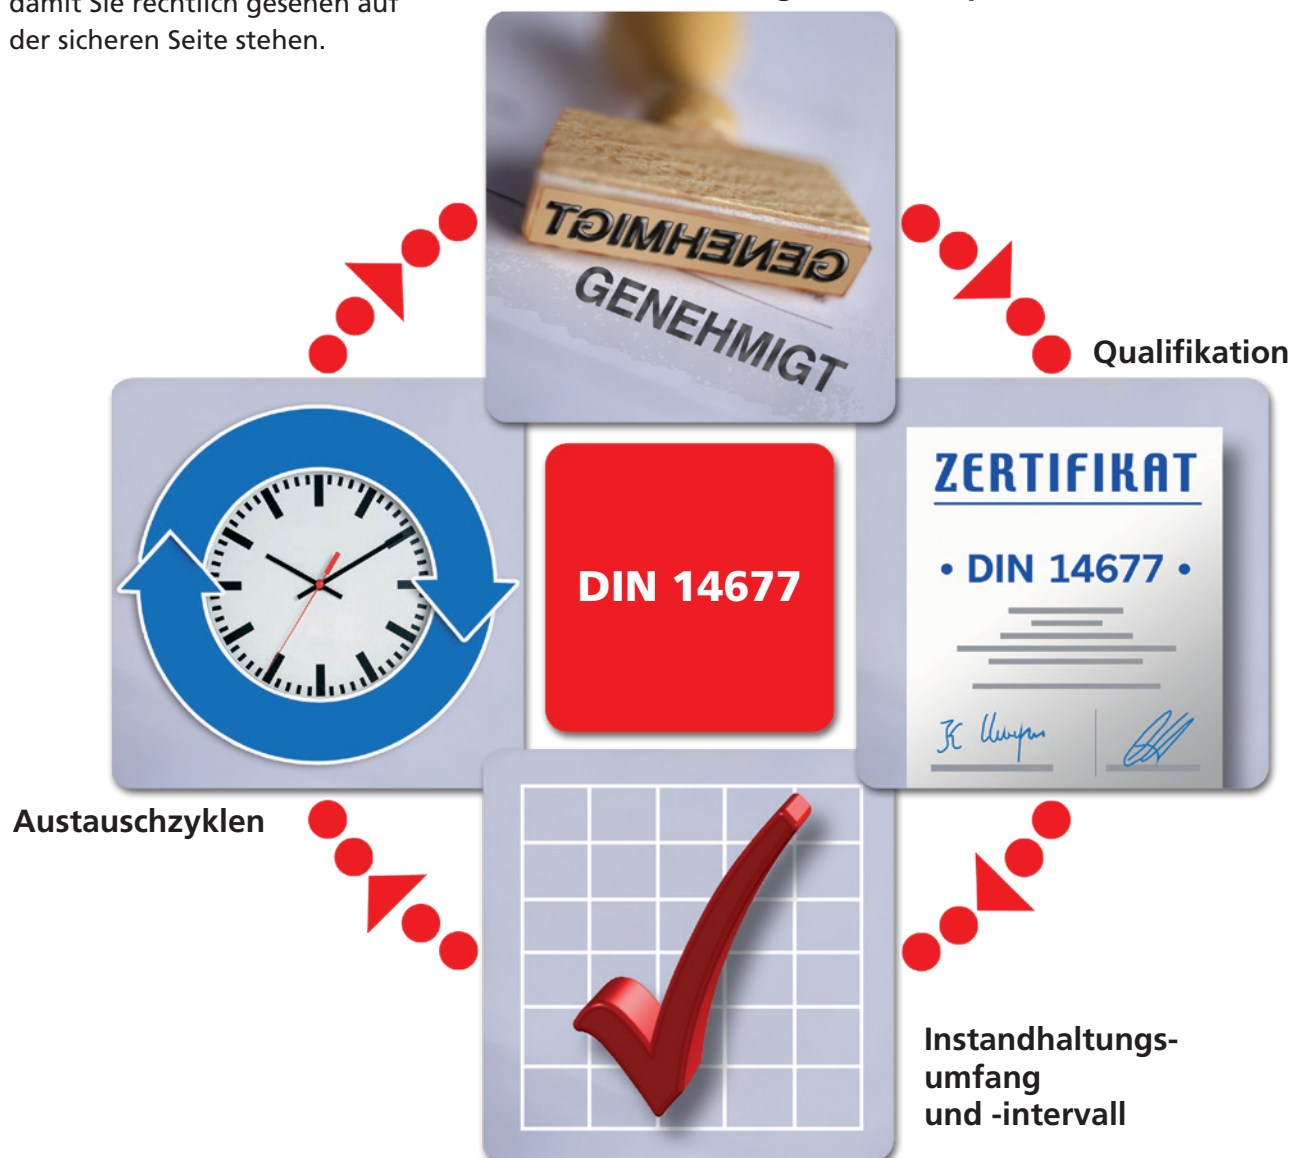 damit Sie rechtlich gesehen auf
der sicheren Seite stehen.
GENEHMIGT
GENEHMIGT
Qualifikation
ZERTIFIKAT
• DIN 14677 •
DIN 14677
Austauschzyklen
Instandhaltungs-
umfang
und -intervall